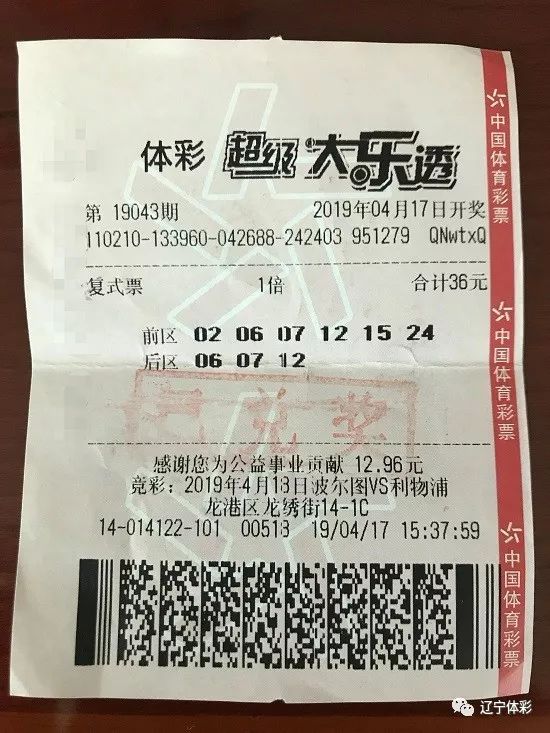 体彩 超级大乐透
第 19043期 2019年04月17日开奖
110210-133960-042688-242403 951279 QNwtxQ
复式票 1倍 合计36元
前区 02 06 07 12 15 24
后区 06 07 12
已兑奖
感谢您为公益事业贡献 12.96元
竞彩：2019年4月18日波尔图VS利物浦
龙港区龙绣街14-1C
14-014122-101 00518 19/04/17 15:37:59
中国体育彩票
中国体育彩票
中国体育彩票
辽宁体彩